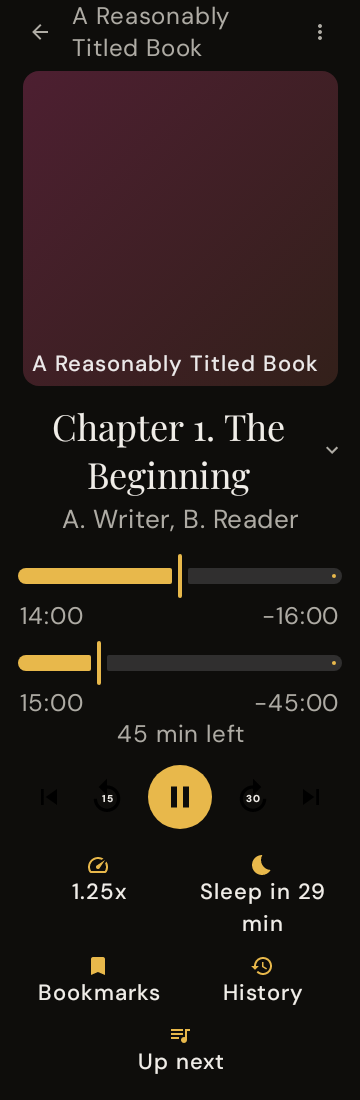 A Reasonably
Titled Book
A Reasonably Titled Book
Chapter 1. The
Beginning
A. Writer, B. Reader
14:00
-16:00
15:00
-45:00
45 min left
15
30
1.25x
Sleep in 29
min
Bookmarks
History
Up next